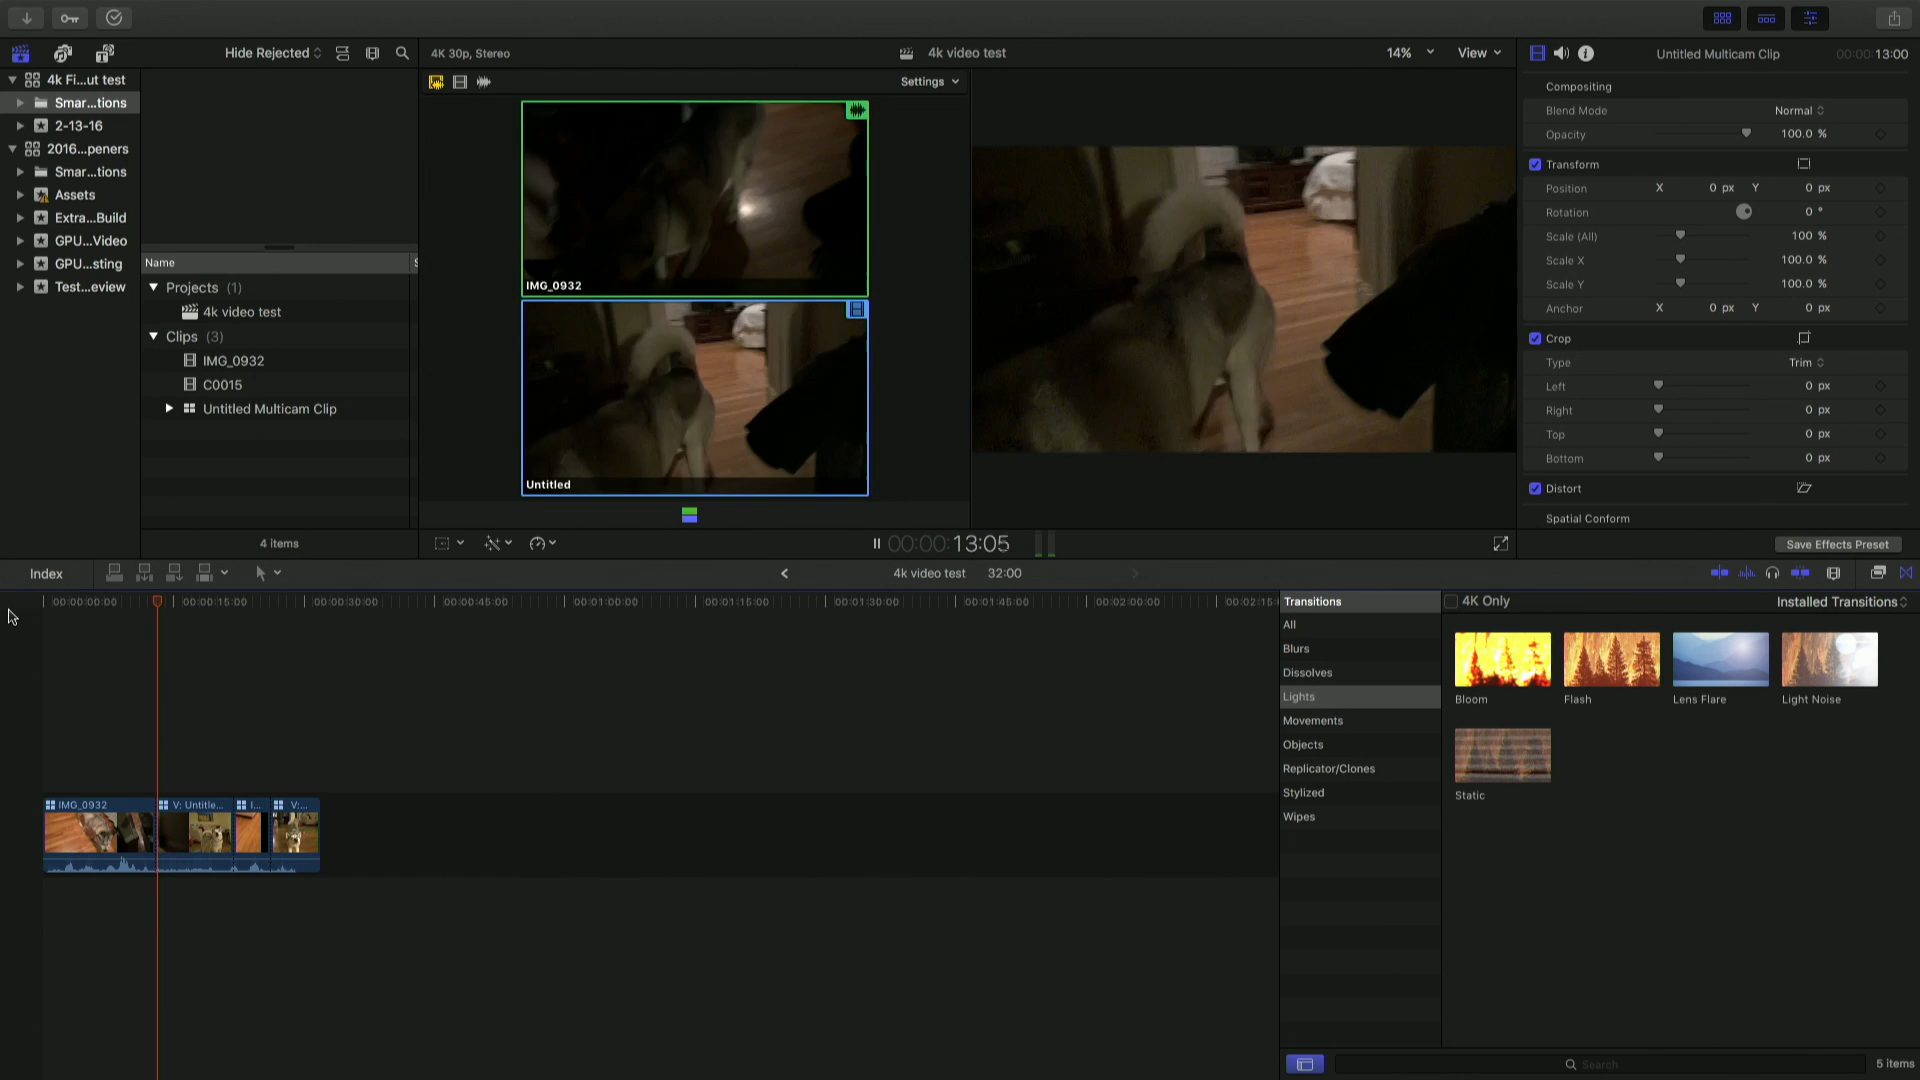 Hide Rejected
4K 30p, Stereo
4k video test
14%
View
Untitled Multicam Clip
00:00:13:00
4k Fi...ut test
Smar...tions
2-13-16
2016...peners
Smar...tions
Assets
Extra...Build
GPU...Video
GPU...sting
Test...eview
Name
Projects (1)
4k video test
Clips (3)
IMG_0932
C0015
Untitled Multicam Clip
4 items
Settings
IMG_0932
Untitled
00:00:13:05
Compositing
Blend Mode
Normal
Opacity
100.0 %
Transform
Position
X
0 px
Y
0 px
Rotation
0 °
Scale (All)
100 %
Scale X
100.0 %
Scale Y
100.0 %
Anchor
X
0 px
Y
0 px
Crop
Type
Trim
Left
0 px
Right
0 px
Top
0 px
Bottom
0 px
Distort
Spatial Conform
Save Effects Preset
Index
4k video test
32:00
00:00:00:00
00:00:15:00
00:00:30:00
00:00:45:00
00:01:00:00
00:01:15:00
00:01:30:00
00:01:45:00
00:02:00:00
00:02:15:
IMG_0932
V: Untitle...
I...
V:...
Transitions
All
Blurs
Dissolves
Lights
Movements
Objects
Replicator/Clones
Stylized
Wipes
4K Only
Installed Transitions
Bloom
Flash
Lens Flare
Light Noise
Static
Search
5 items